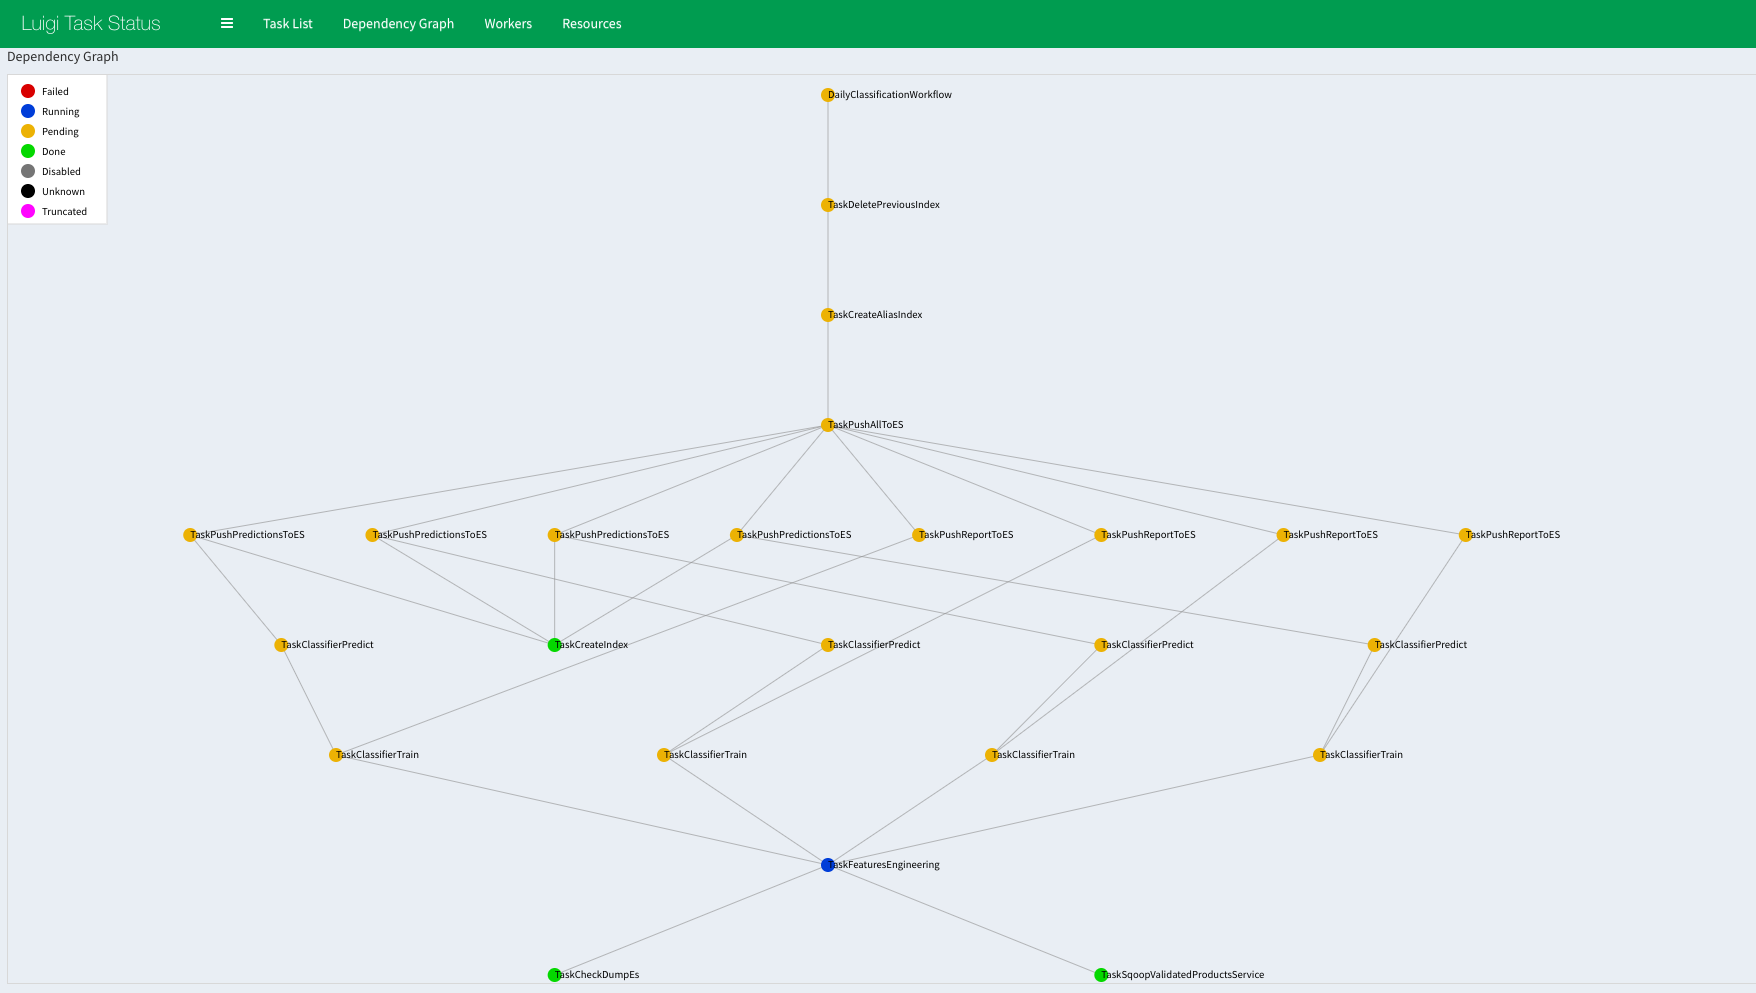 Luigi Task Status
Task List
Dependency Graph
Workers
Resources
Dependency Graph
Failed
Running
Pending
Done
Disabled
Unknown
Truncated
DailyClassificationWorkflow
TaskDeletePreviousIndex
TaskCreateAliasIndex
TaskPushAllToES
TaskPushPredictionsToES
TaskPushPredictionsToES
TaskPushPredictionsToES
TaskPushPredictionsToES
TaskPushReportToES
TaskPushReportToES
TaskPushReportToES
TaskPushReportToES
TaskClassifierPredict
TaskCreateIndex
TaskClassifierPredict
TaskClassifierPredict
TaskClassifierPredict
TaskClassifierTrain
TaskClassifierTrain
TaskClassifierTrain
TaskClassifierTrain
TaskFeaturesEngineering
TaskCheckDumpEs
TaskSqoopValidatedProductsService